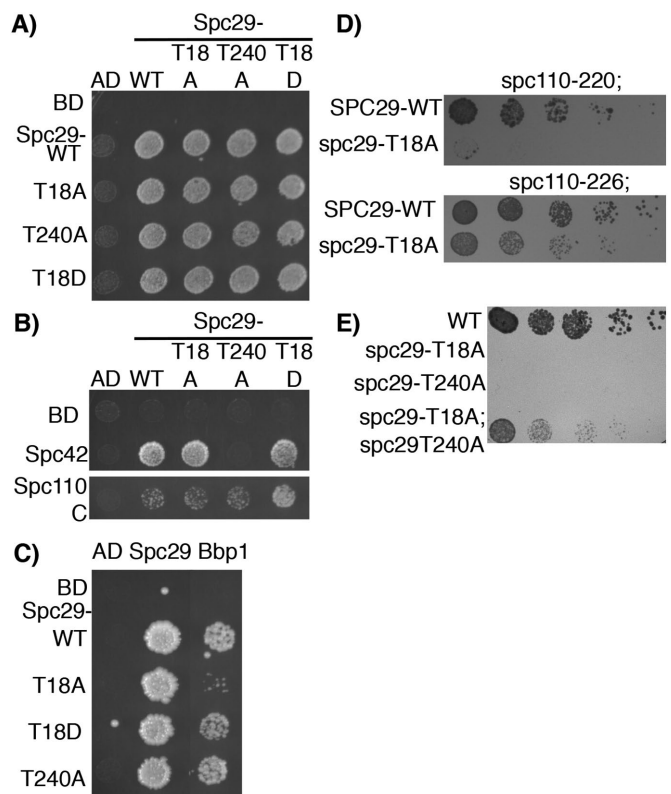 A)
Spc29-
T18 T240 T18
AD WT A A D
BD
Spc29-
WT
T18A
T240A
T18D
B)
Spc29-
T18 T240 T18
AD WT A A D
BD
Spc42
Spc110
C
C)
AD Spc29 Bbp1
BD
Spc29-
WT
T18A
T18D
T240A
D)
spc110-220;
SPC29-WT
spc29-T18A
spc110-226;
SPC29-WT
spc29-T18A
E)
WT
spc29-T18A
spc29-T240A
spc29-T18A;
spc29T240A